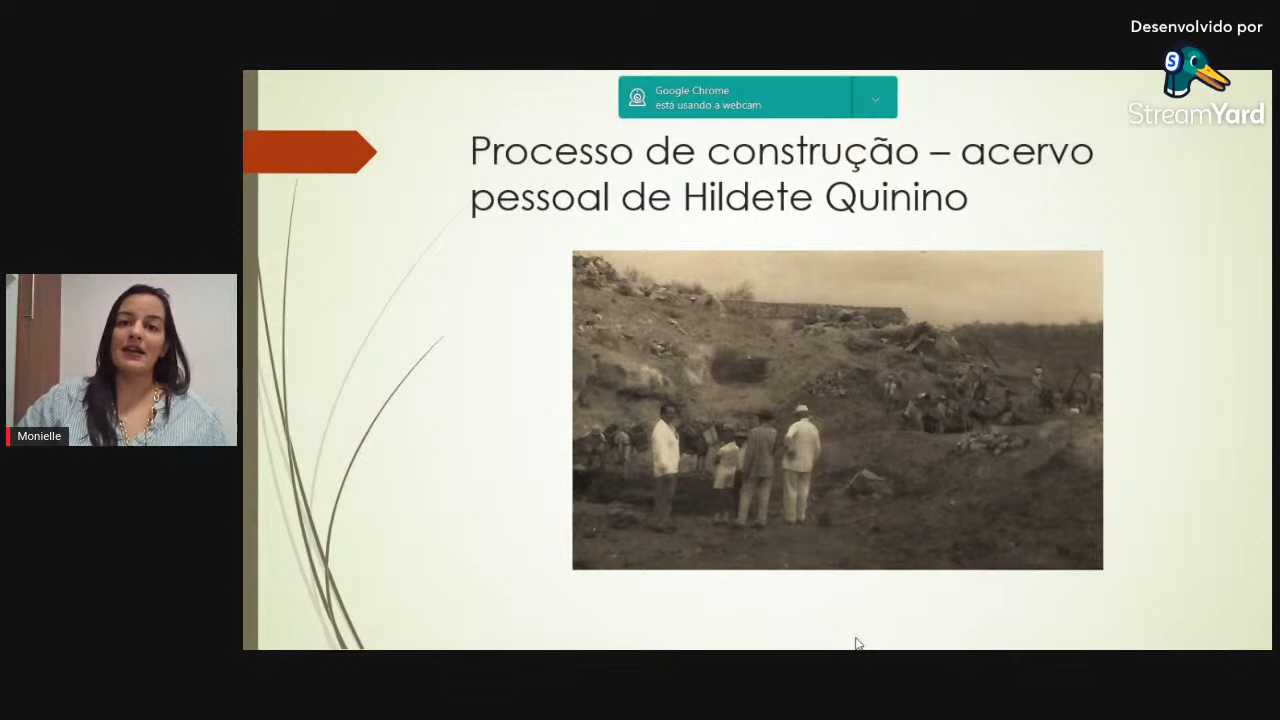 Desenvolvido por
StreamYard
Google Chrome
está usando a webcam
Processo de construção – acervo
pessoal de Hildete Quinino
Monielle